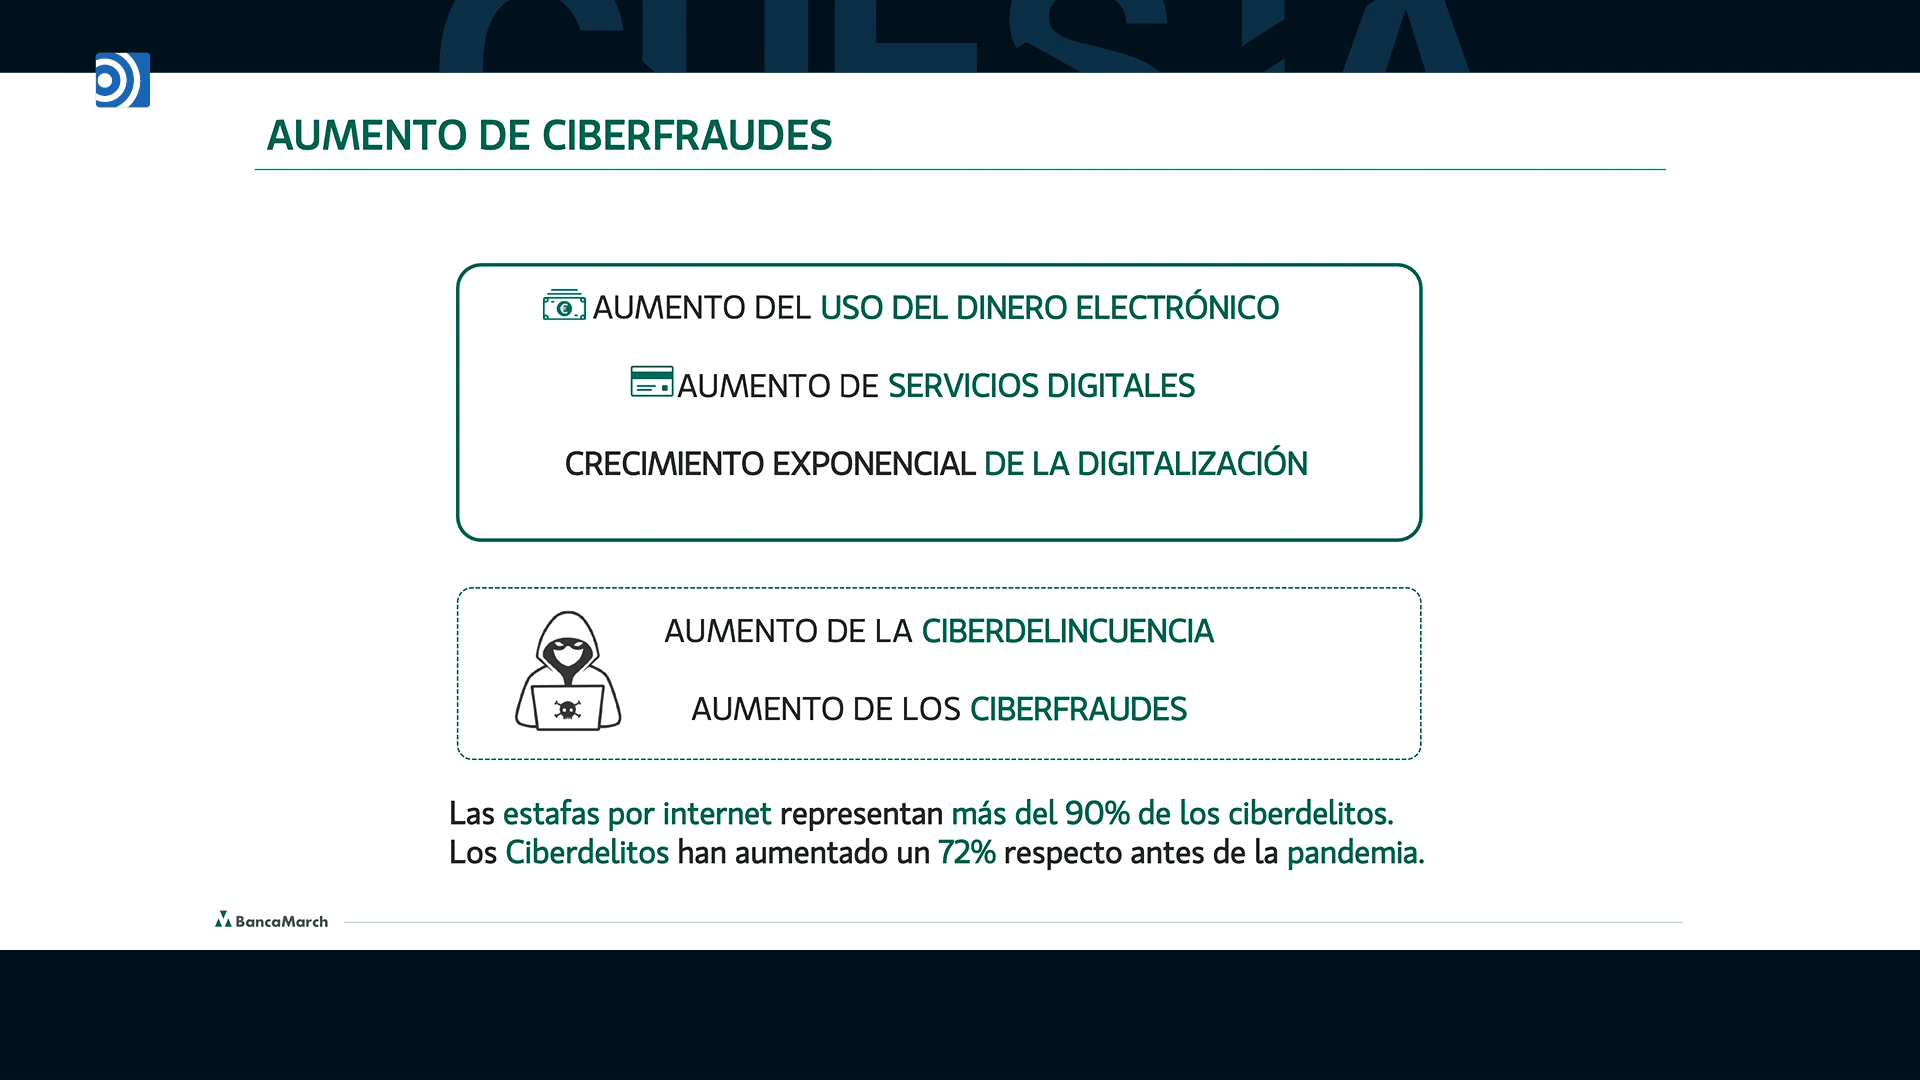 CUESTA
AUMENTO DE CIBERFRAUDES
AUMENTO DEL USO DEL DINERO ELECTRÓNICO
AUMENTO DE SERVICIOS DIGITALES
CRECIMIENTO EXPONENCIAL DE LA DIGITALIZACIÓN
AUMENTO DE LA CIBERDELINCUENCIA
AUMENTO DE LOS CIBERFRAUDES
Las estafas por internet representan más del 90% de los ciberdelitos.
Los Ciberdelitos han aumentado un 72% respecto antes de la pandemia.
BancaMarch